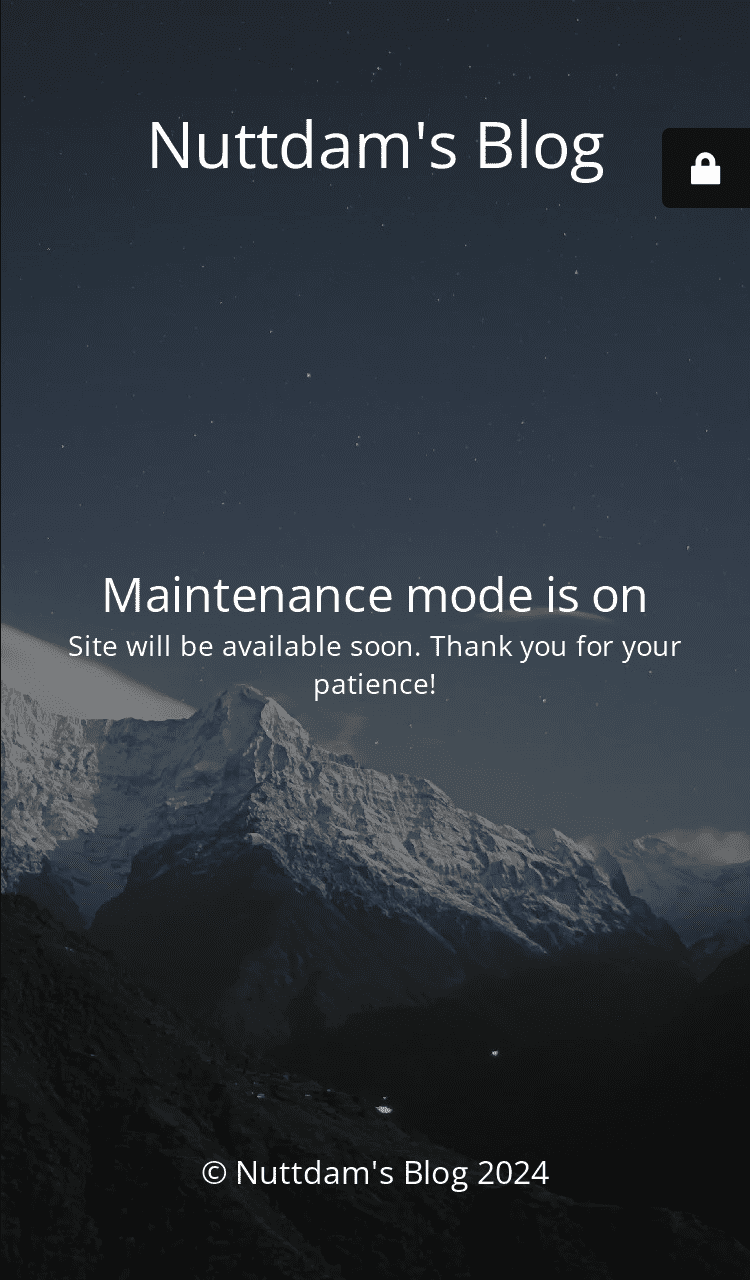 Nuttdam's Blog
Maintenance mode is on
Site will be available soon. Thank you for your
patience!
© Nuttdam's Blog 2024